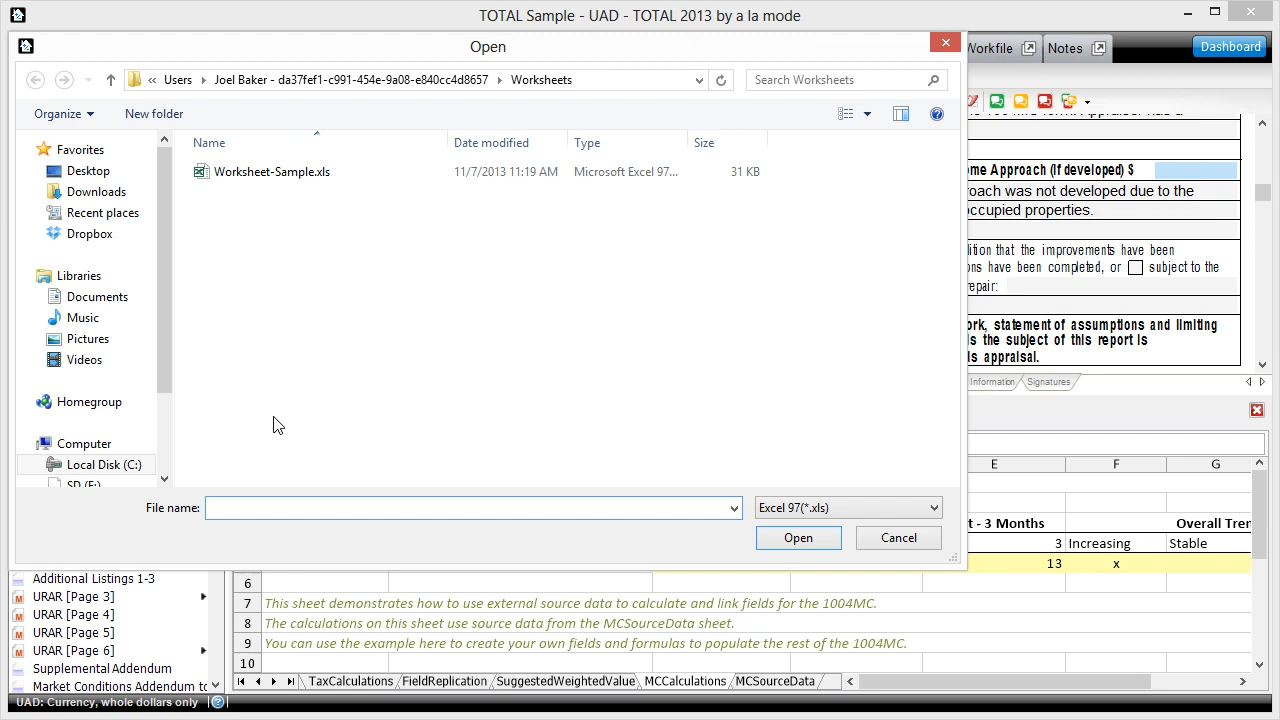 TOTAL Sample - UAD - TOTAL 2013 by a la mode
Open
Workfile
Notes
Dashboard
« Users Joel Baker - da37fef1-c991-454e-9a08-e840cc4d8657 Worksheets
Search Worksheets
Organize
New folder
Name
Date modified
Type
Size
Worksheet-Sample.xls
11/7/2013 11:19 AM
Microsoft Excel 97...
31 KB
Favorites
Desktop
Downloads
Recent places
Dropbox
Libraries
Documents
Music
Pictures
Videos
Homegroup
Computer
Local Disk (C:)
SD (F:)
File name:
Excel 97(*.xls)
Open
Cancel
ome Approach (if developed) $
roach was not developed due to the
occupied properties.
dition that the improvements have been
ons have been completed, or subject to the
repair:
ork, statement of assumptions and limiting
is the subject of this report is
is appraisal.
Information
Signatures
E F G
t - 3 Months Overall Tren
3 Increasing Stable
13 x
6
7 This sheet demonstrates how to use external source data to calculate and link fields for the 1004MC.
8 The calculations on this sheet use source data from the MCSourceData sheet.
9 You can use the example here to create your own fields and formulas to populate the rest of the 1004MC.
10
Additional Listings 1-3
URAR [Page 3]
URAR [Page 4]
URAR [Page 5]
URAR [Page 6]
Supplemental Addendum
Market Conditions Addendum to
TaxCalculations
FieldReplication
SuggestedWeightedValue
MCCalculations
MCSourceData
UAD: Currency, whole dollars only